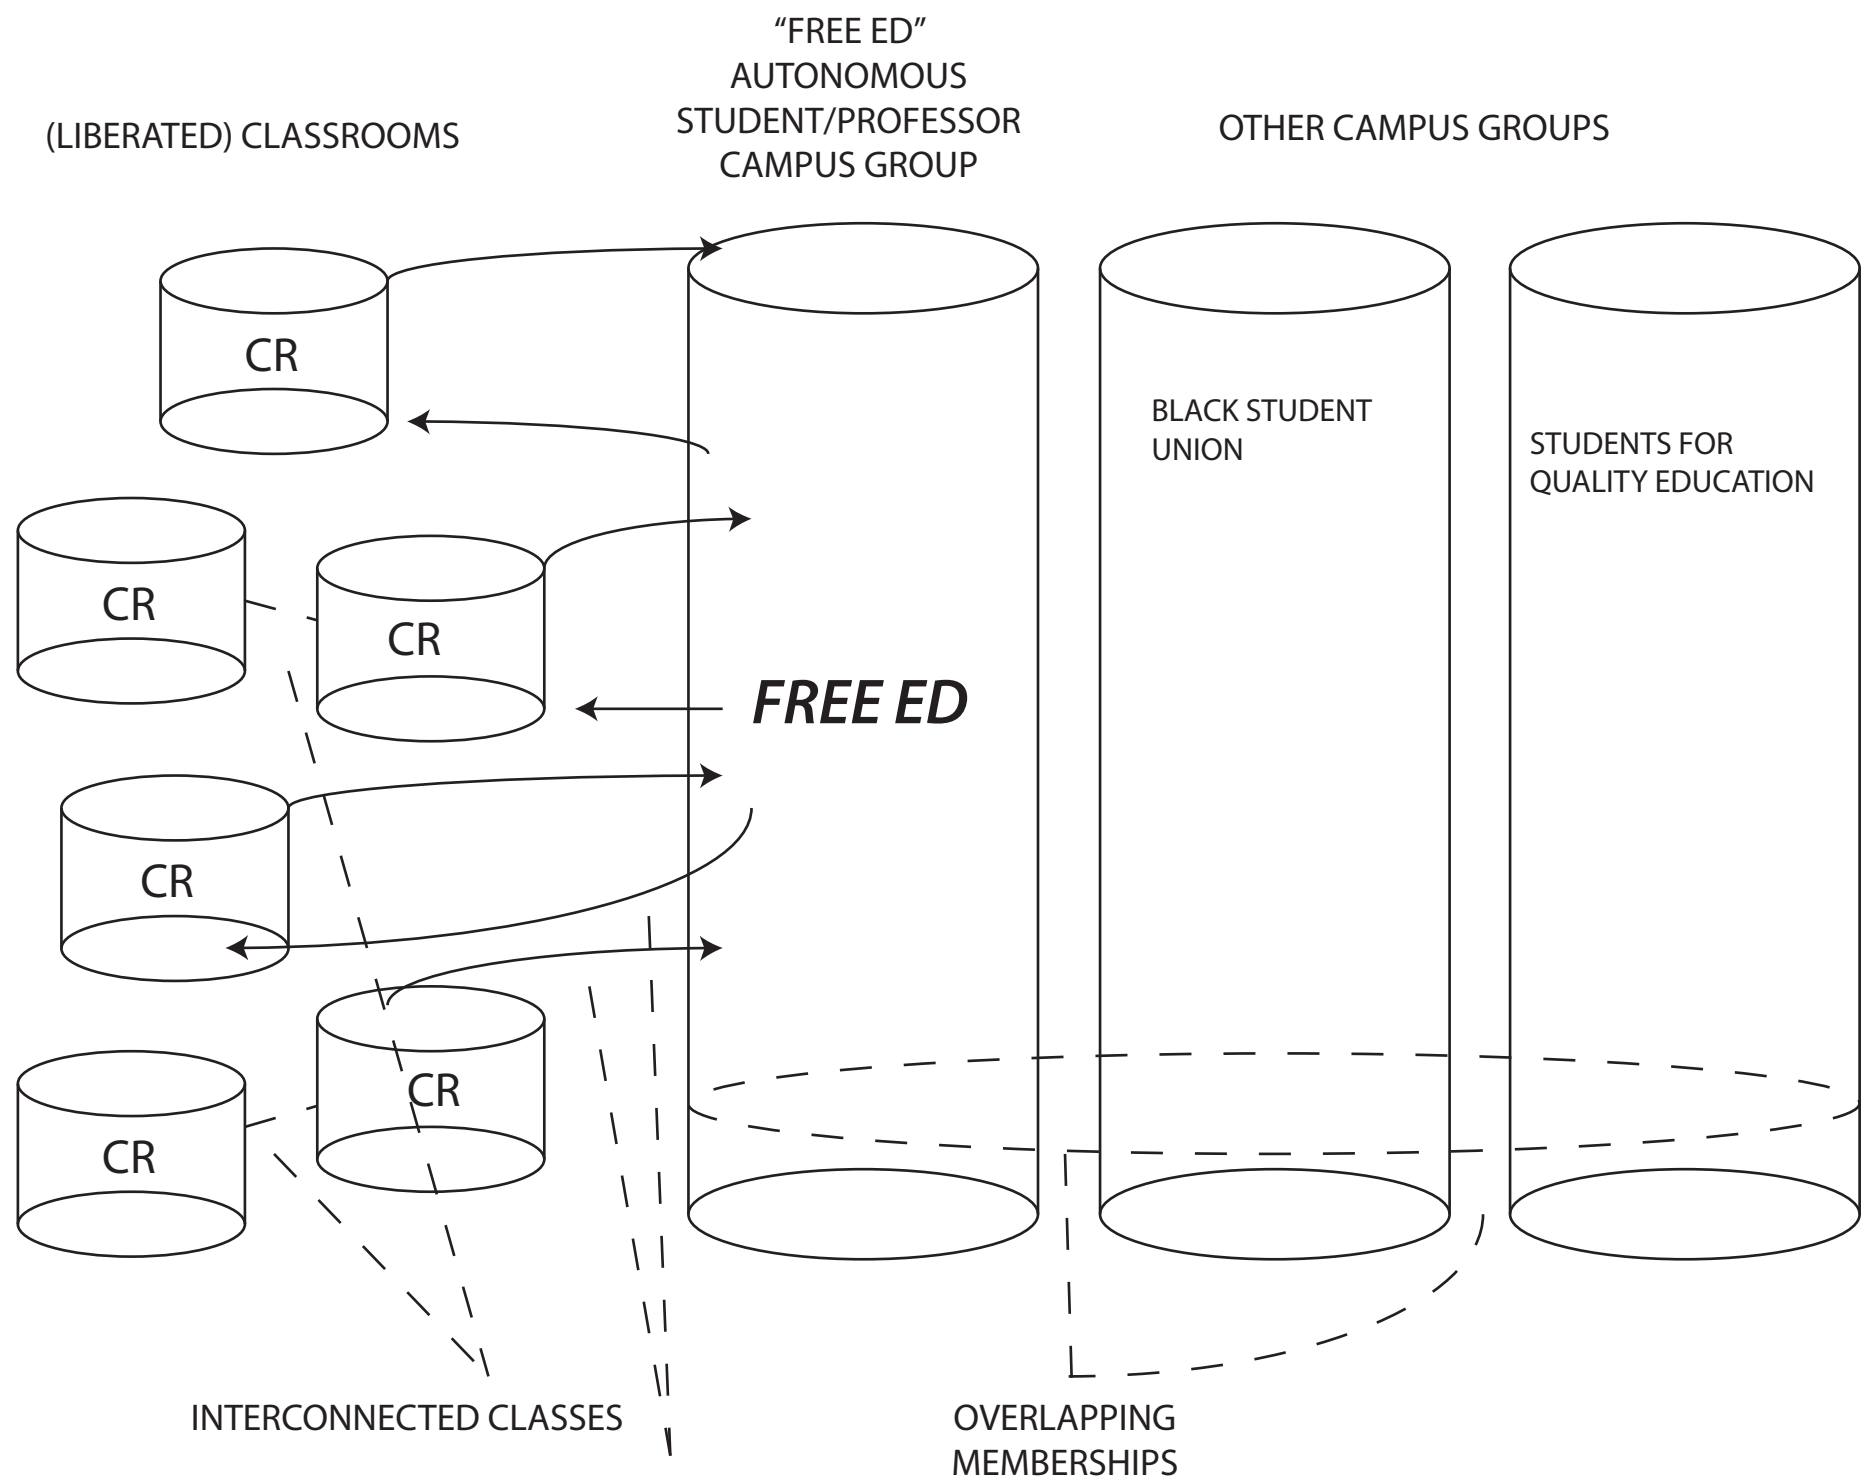 “FREE ED”
AUTONOMOUS
STUDENT/PROFESSOR
CAMPUS GROUP
(LIBERATED) CLASSROOMS
OTHER CAMPUS GROUPS
CR
BLACK STUDENT
UNION
STUDENTS FOR
QUALITY EDUCATION
CR
CR
FREE ED
CR
CR
CR
INTERCONNECTED CLASSES
OVERLAPPING
MEMBERSHIPS